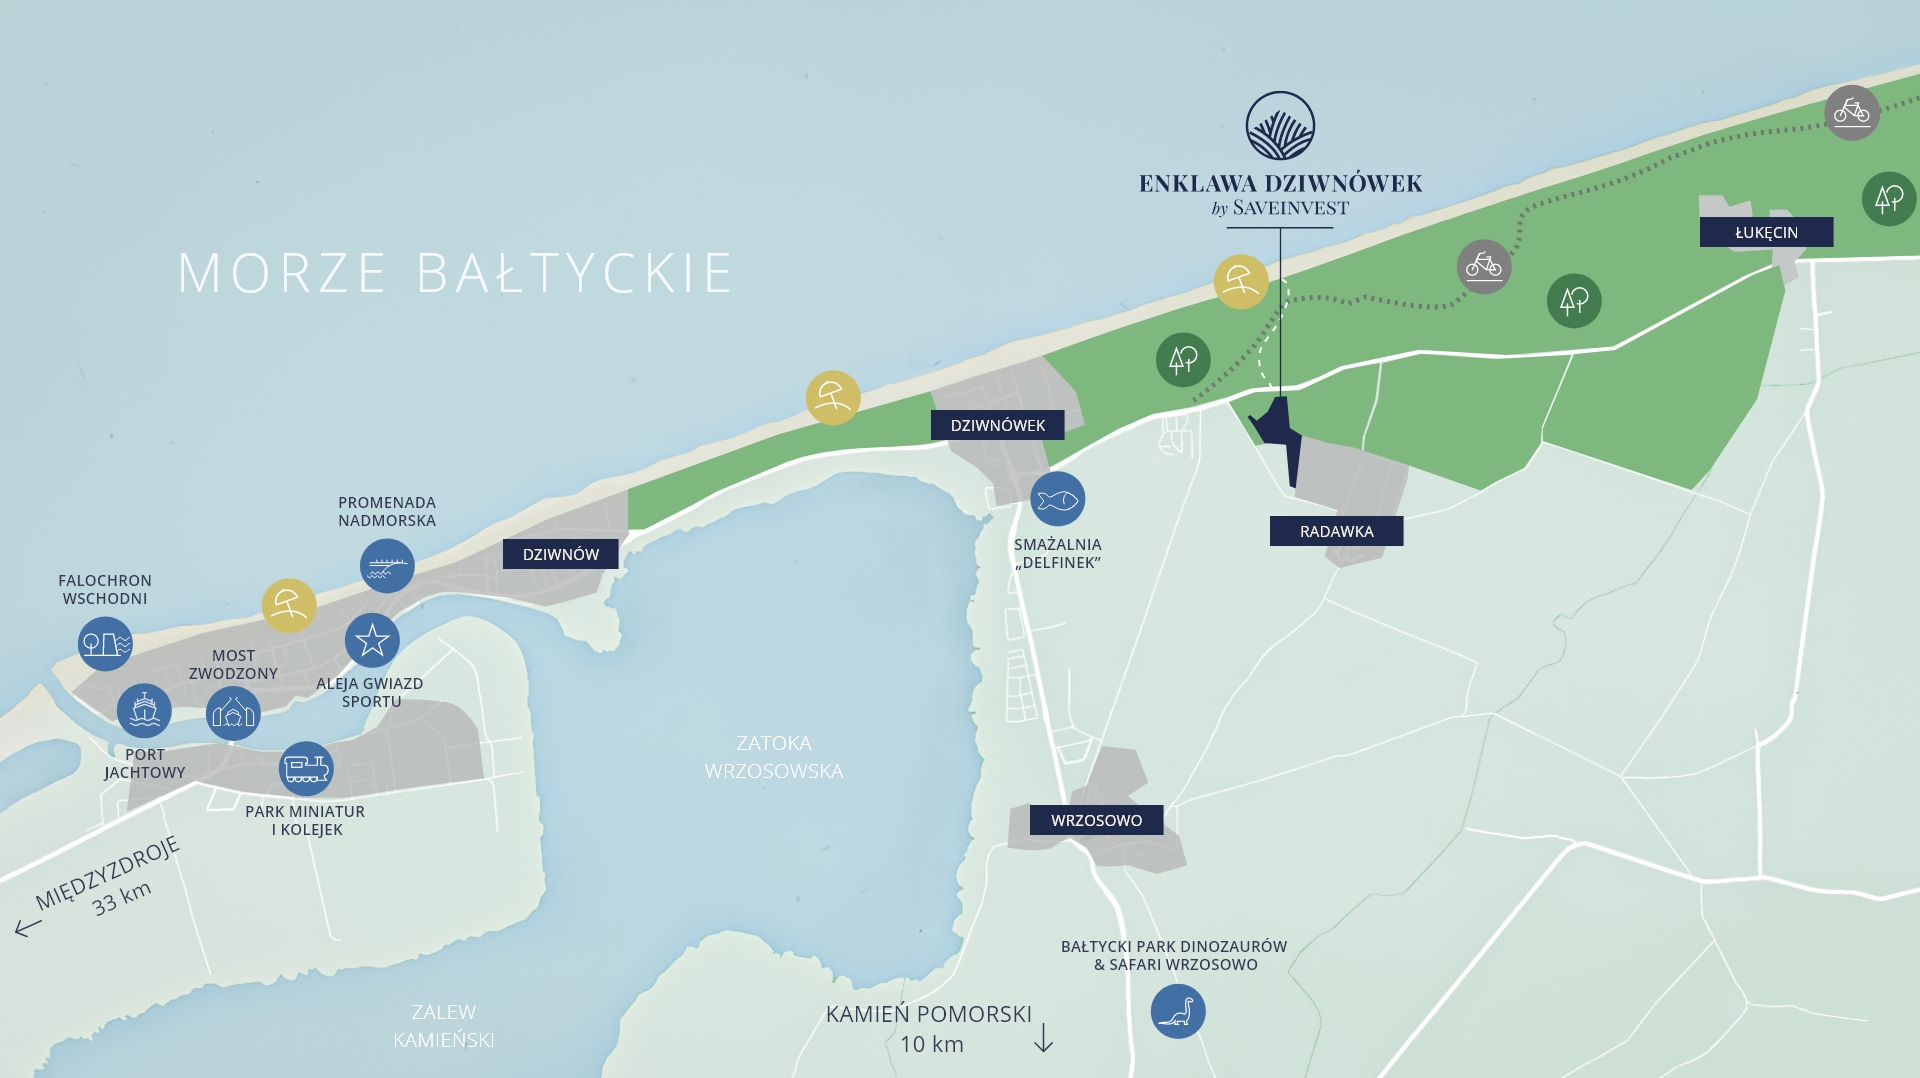 ENKLAWA DZIWNÓWEK
by SAVEINVEST
ŁUKĘCIN
MORZE BAŁTYCKIE
DZIWNÓWEK
PROMENADA
NADMORSKA
DZIWNÓW
SMAŻALNIA
„DELFINEK”
RADAWKA
FALOCHRON
WSCHODNI
MOST
ZWODZONY
ALEJA GWIAZD
SPORTU
PORT
JACHTOWY
ZATOKA
WRZOSOWSKA
PARK MINIATUR
I KOLEJEK
WRZOSOWO
MIĘDZYZDROJE
33 km
BAŁTYCKI PARK DINOZAURÓW
& SAFARI WRZOSOWO
ZALEW
KAMIEŃSKI
KAMIEŃ POMORSKI
10 km